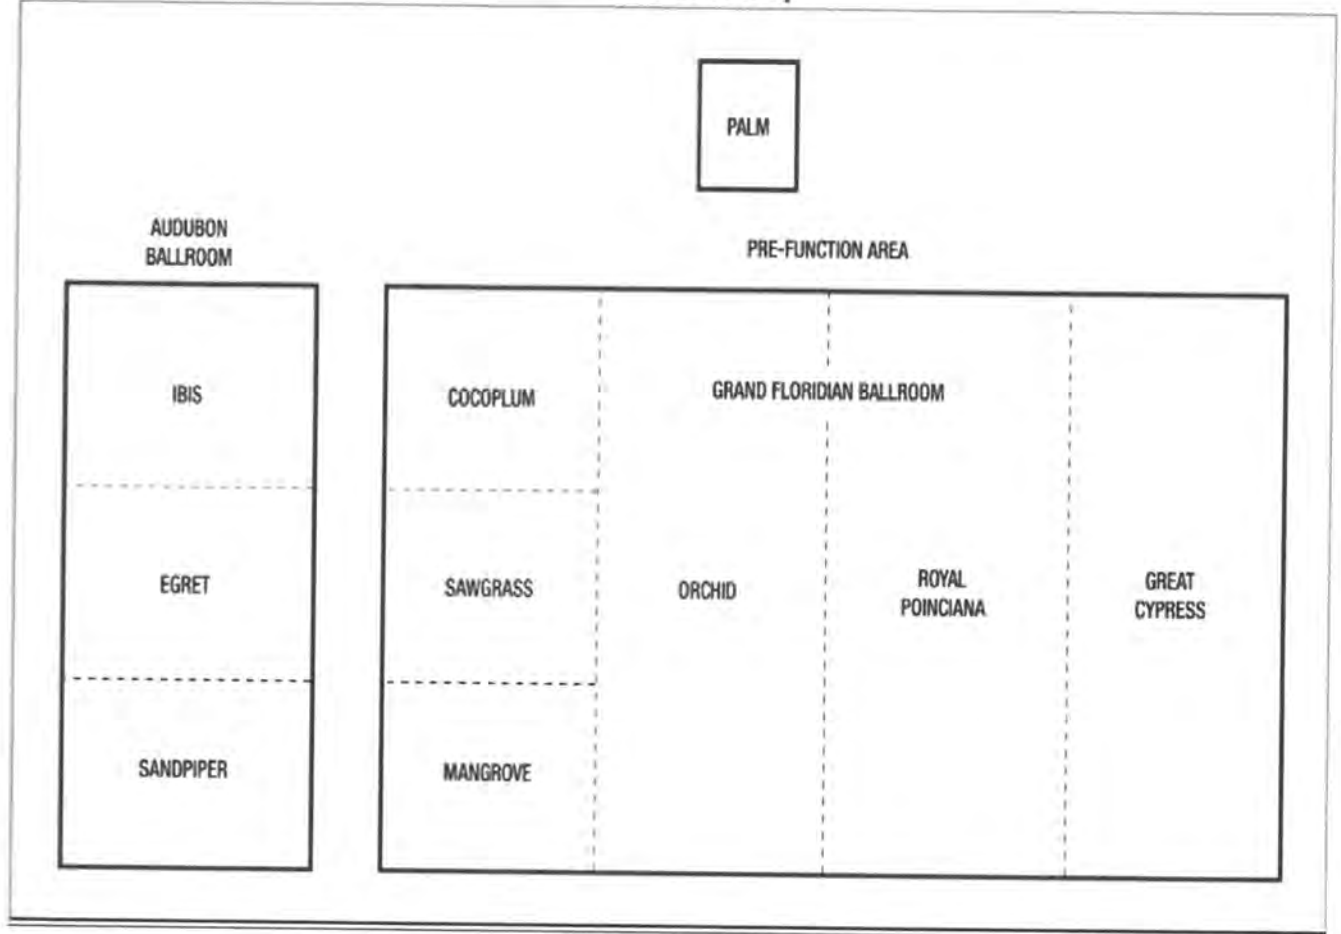 PALM
AUDUBON
BALLROOM
PRE-FUNCTION AREA
IBIS
COCOPLUM
GRAND FLORIDIAN BALLROOM
EGRET
SAWGRASS
ORCHID
ROYAL
POINCIANA
GREAT
CYPRESS
SANDPIPER
MANGROVE